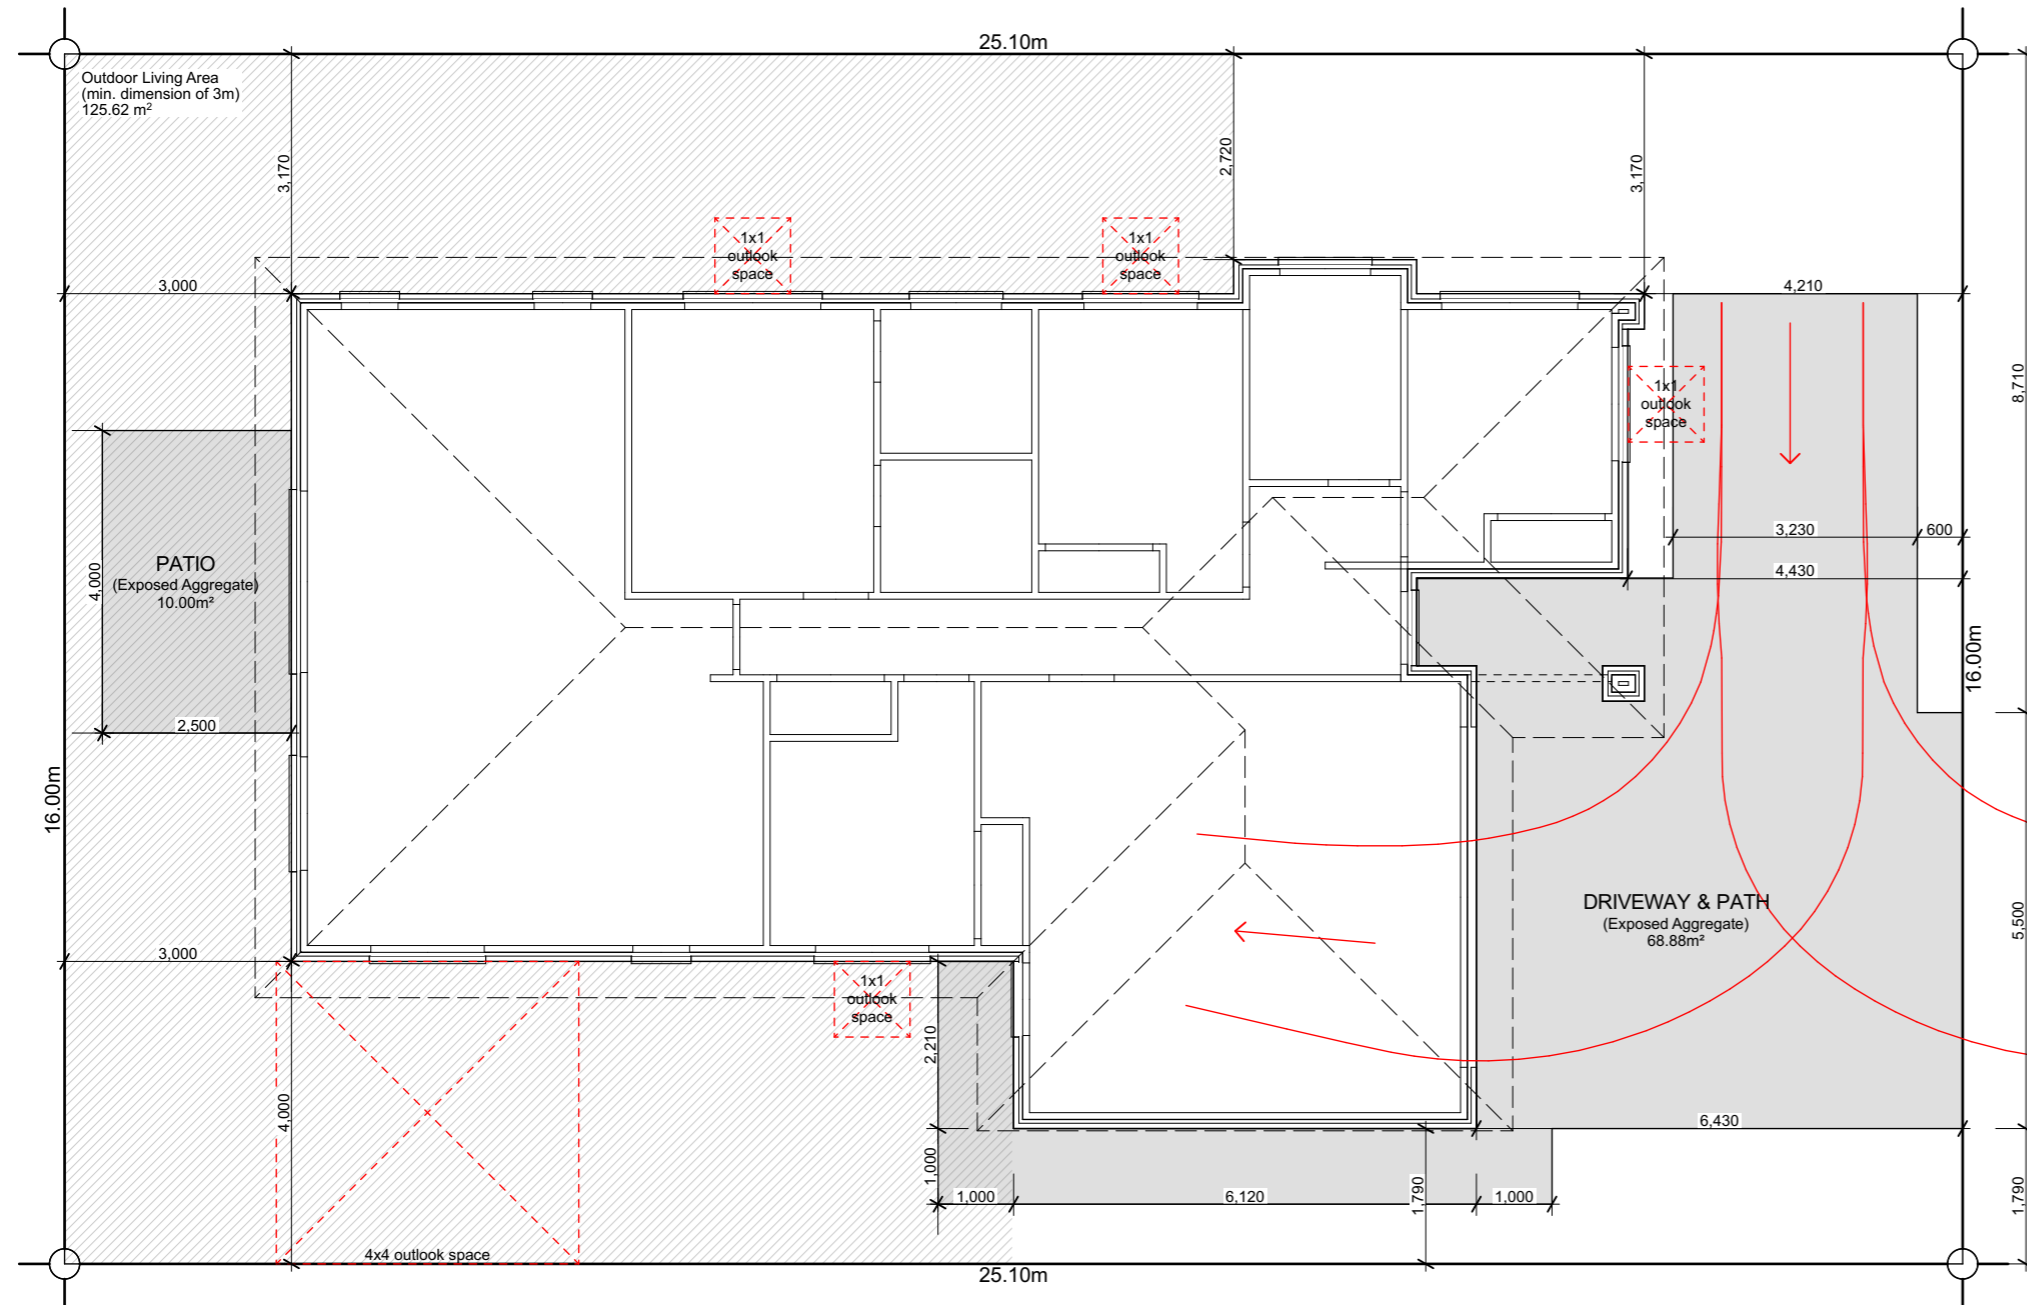 25.10m
Outdoor Living Area
(min. dimension of 3m)
125.62 m²
3,170
2,720
3,170
1x1
outlook
space
1x1
outlook
space
3,000
4,210
8,710
1x1
outlook
space
3,230
600
4,430
PATIO
(Exposed Aggregate)
10.00m²
4,000
2,500
16.00m
16.00m
DRIVEWAY & PATH
(Exposed Aggregate)
68.88m²
5,500
3,000
1x1
outlook
space
2,210
4,000
6,430
1,000
1,000
6,120
1,790
1,000
1,790
4x4 outlook space
25.10m